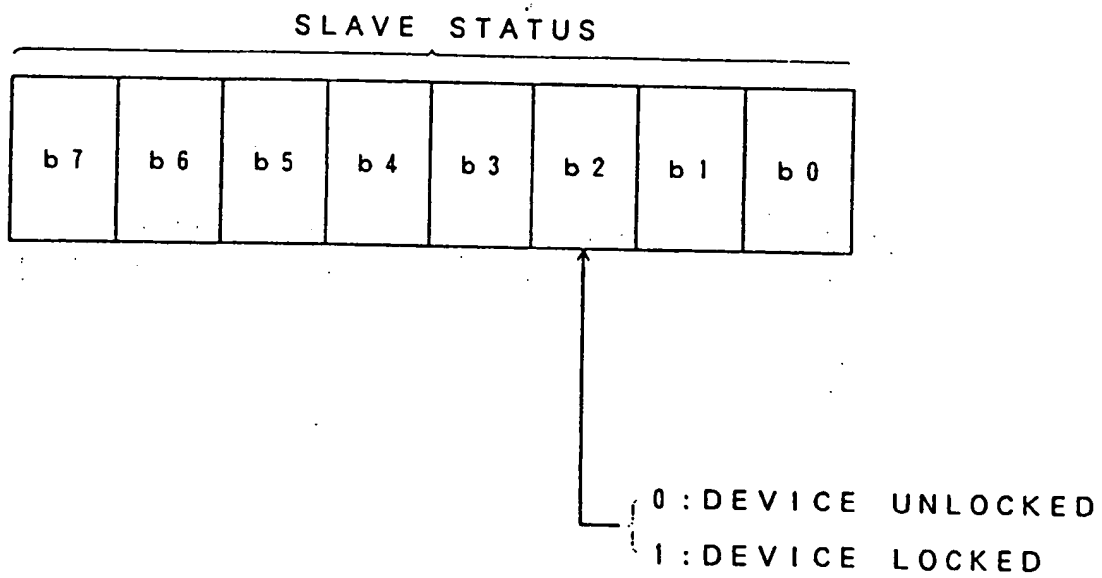 SLAVE STATUS
b7 b6 b5 b4 b3 b2 b1 b0
0:DEVICE UNLOCKED
1:DEVICE LOCKED